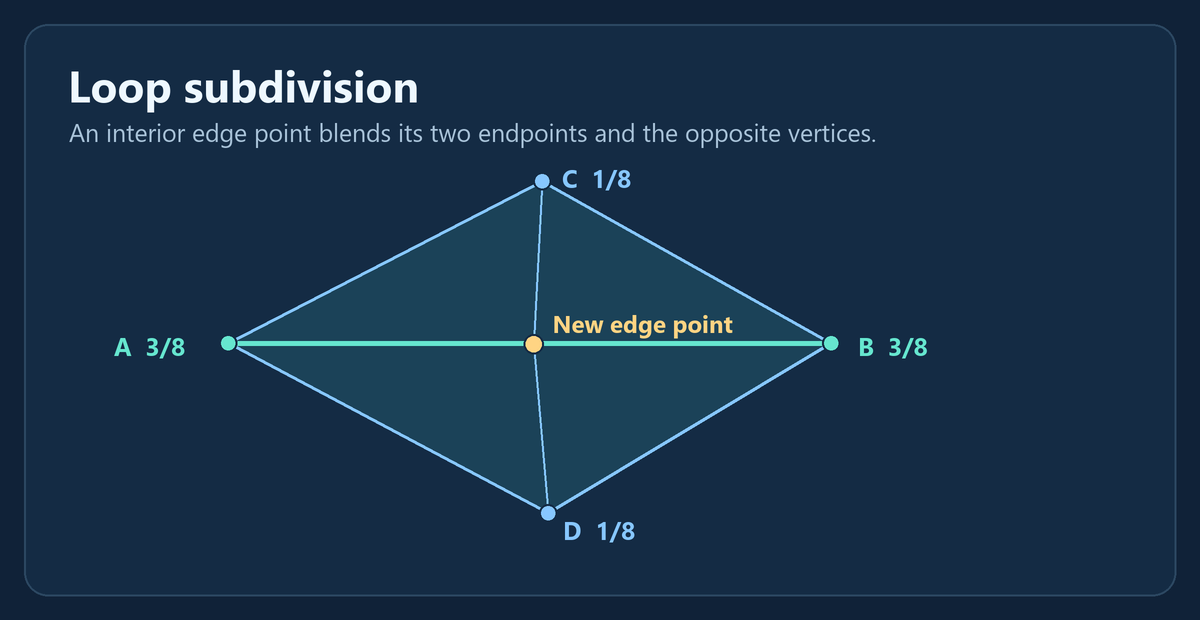 Loop subdivision
An interior edge point blends its two endpoints and the opposite vertices.
C 1/8
New edge point
A 3/8
B 3/8
D 1/8